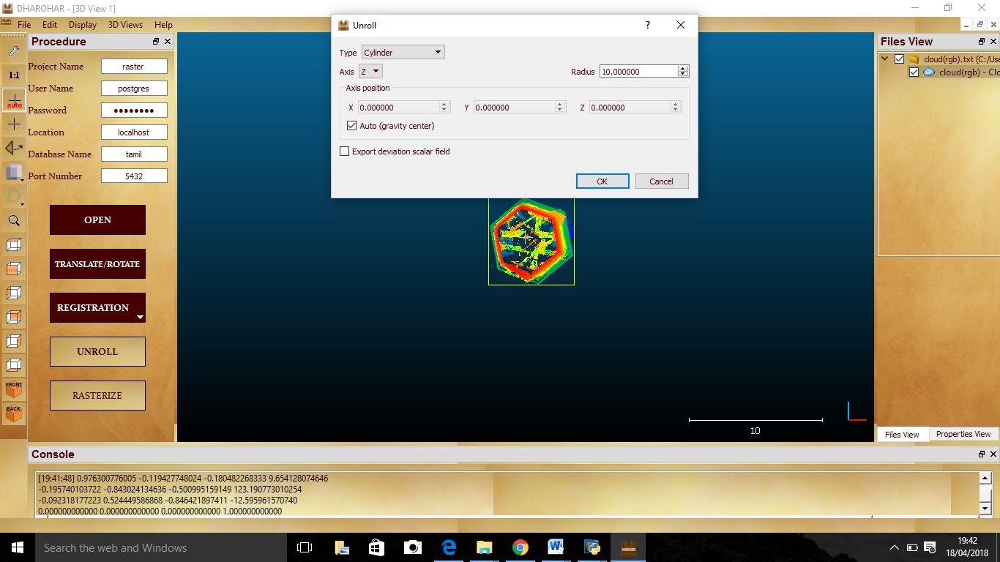 DHAROHAR - [3D View 1]
File Edit Display 3D Views Help
Procedure
Project Name raster
User Name postgres
Password ●●●●●●●●
Location localhost
Database Name tamil
Port Number 5432
OPEN
TRANSLATE/ROTATE
REGISTRATION
UNROLL
RASTERIZE
1:1
auto
FRONT
BACK
Unroll
?
Type Cylinder
Axis Z Radius 10.000000
Axis position
X 0.000000 Y 0.000000 Z 0.000000
Auto (gravity center)
Export deviation scalar field
OK Cancel
10
Files View
cloud(rgb).txt (C:/Use
cloud(rgb) - Clo
Files View Properties View
Console
[19:41:48] 0.976300776005 -0.119427748024 -0.180482268333 9.654128074646
-0.195740103722 -0.843024134636 -0.500995159149 123.190773010254
-0.092318177223 0.524449586868 -0.846421897411 -12.595961570740
0.000000000000 0.000000000000 0.000000000000 1.000000000000
Search the web and Windows
19:42
18/04/2018